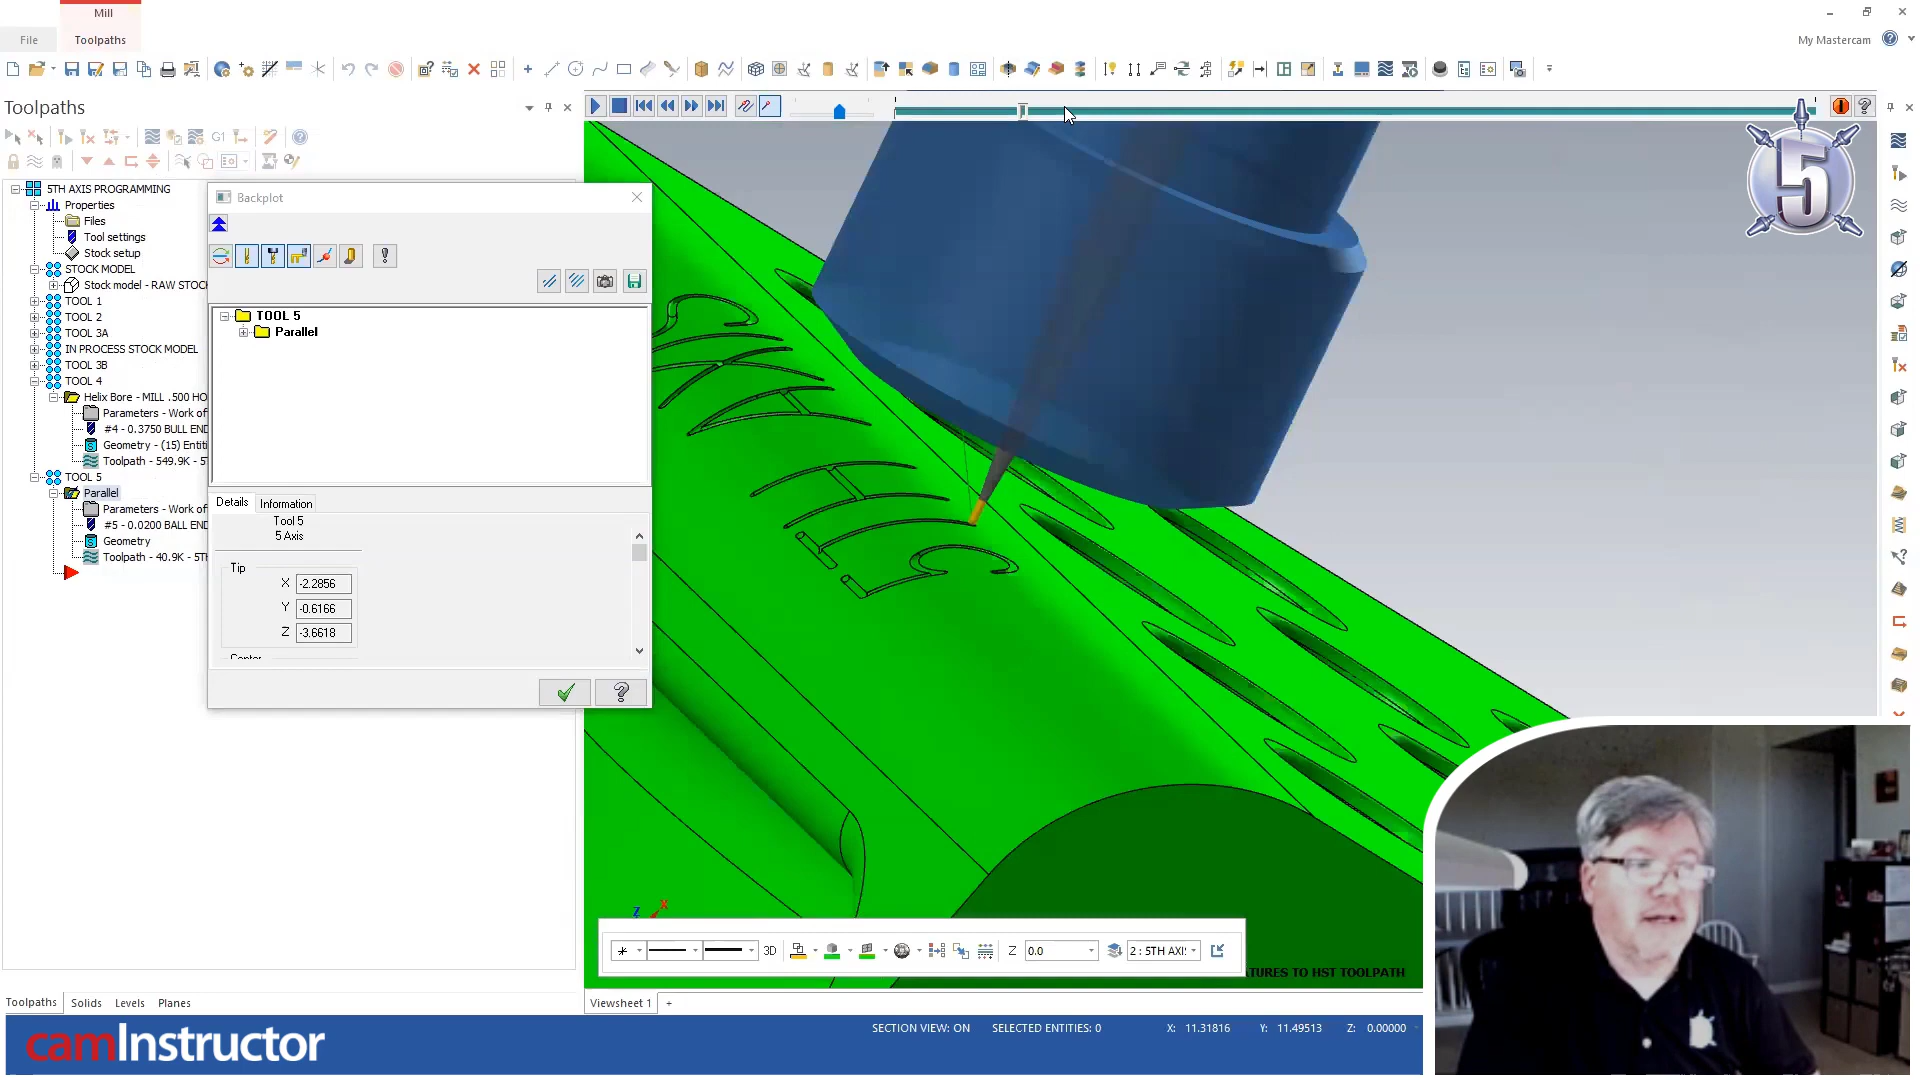 Mill
File
Toolpaths
My Mastercam
Toolpaths
G1
5
5TH AXIS PROGRAMMING
Properties
Files
Tool settings
Stock setup
STOCK MODEL
Stock model - RAW STOC
TOOL 1
TOOL 2
TOOL 3A
IN PROCESS STOCK MODEL
TOOL 3B
TOOL 4
Helix Bore - MILL .500 HO
Parameters - Work of
#4 - 0.3750 BULL END
Geometry - (15) Entiti
Toolpath - 549.9K - 5T
TOOL 5
Parallel
Parameters - Work of
#5 - 0.0200 BALL END
Geometry
Toolpath - 40.9K - 5TH
Backplot
TOOL 5
Parallel
Details
Information
Tool 5
5 Axis
Tip
X -2.2856
Y -0.6166
Z -3.6618
Center
Z X
3D
Z 0.0
2 : 5TH AXI
ATURES TO HST TOOLPATH
Toolpaths Solids Levels Planes
Viewsheet 1 +
camInstructor
SECTION VIEW: ON SELECTED ENTITIES: 0 X: 11.31816 Y: 11.49513 Z: 0.00000